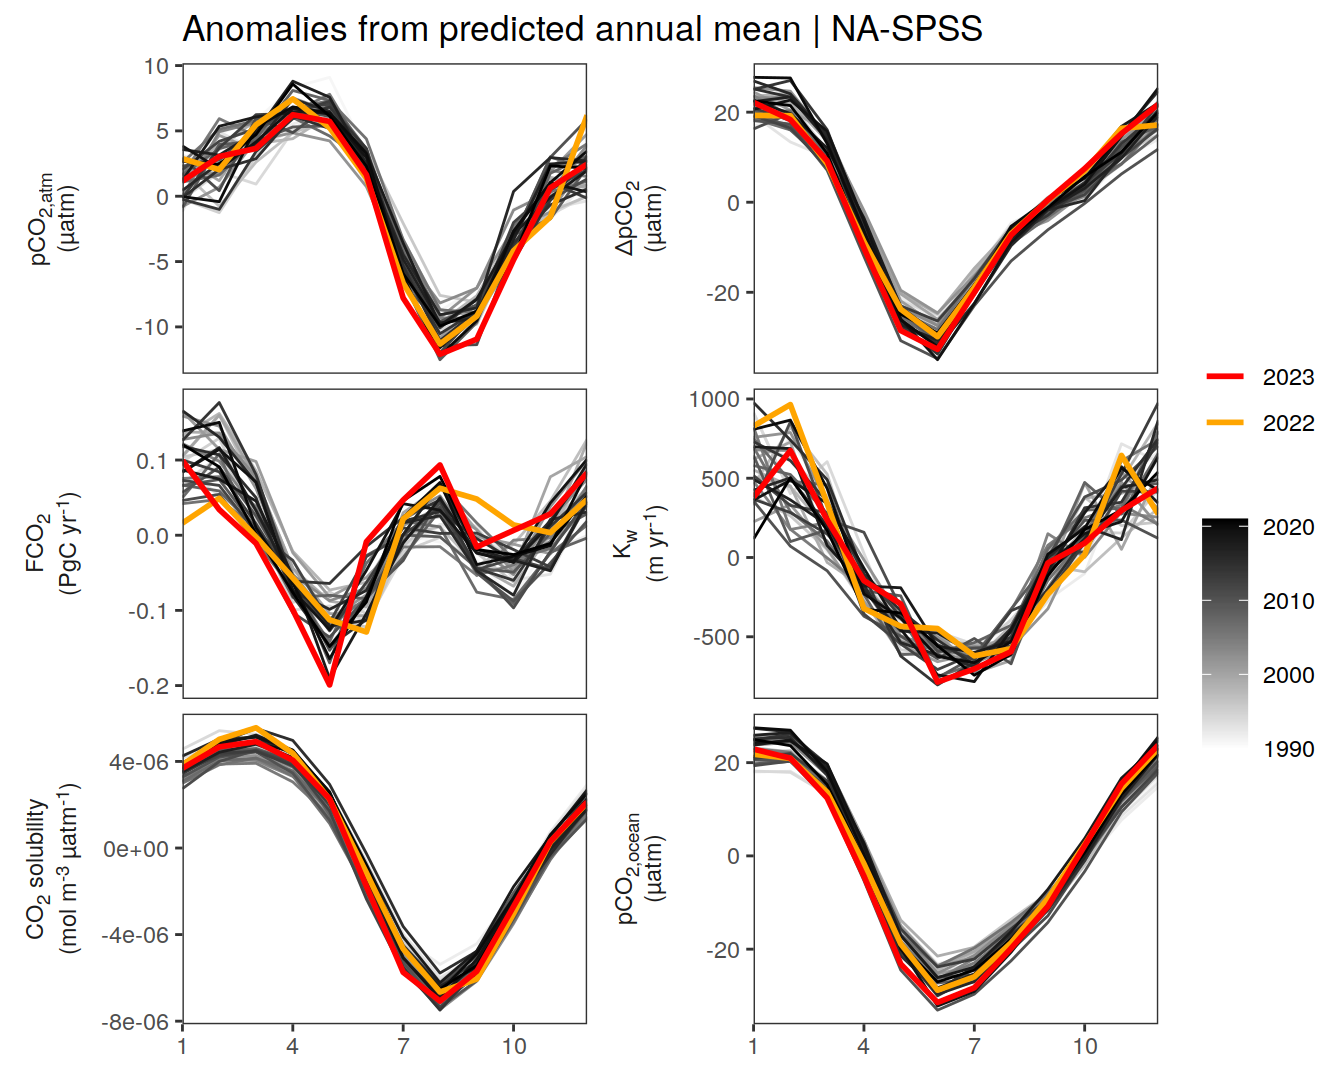 Anomalies from predicted annual mean | NA-SPSS
pCO2,atm
(µatm)
10
5
0
-5
-10
ΔpCO2
(µatm)
20
0
-20
FCO2
(PgC yr-1)
0.1
0.0
-0.1
-0.2
Kw
(m yr-1)
1000
500
0
-500
CO2 solubility
(mol m-3 µatm-1)
4e-06
0e+00
-4e-06
-8e-06
1 4 7 10
pCO2,ocean
(µatm)
20
0
-20
1 4 7 10
2023
2022
2020
2010
2000
1990